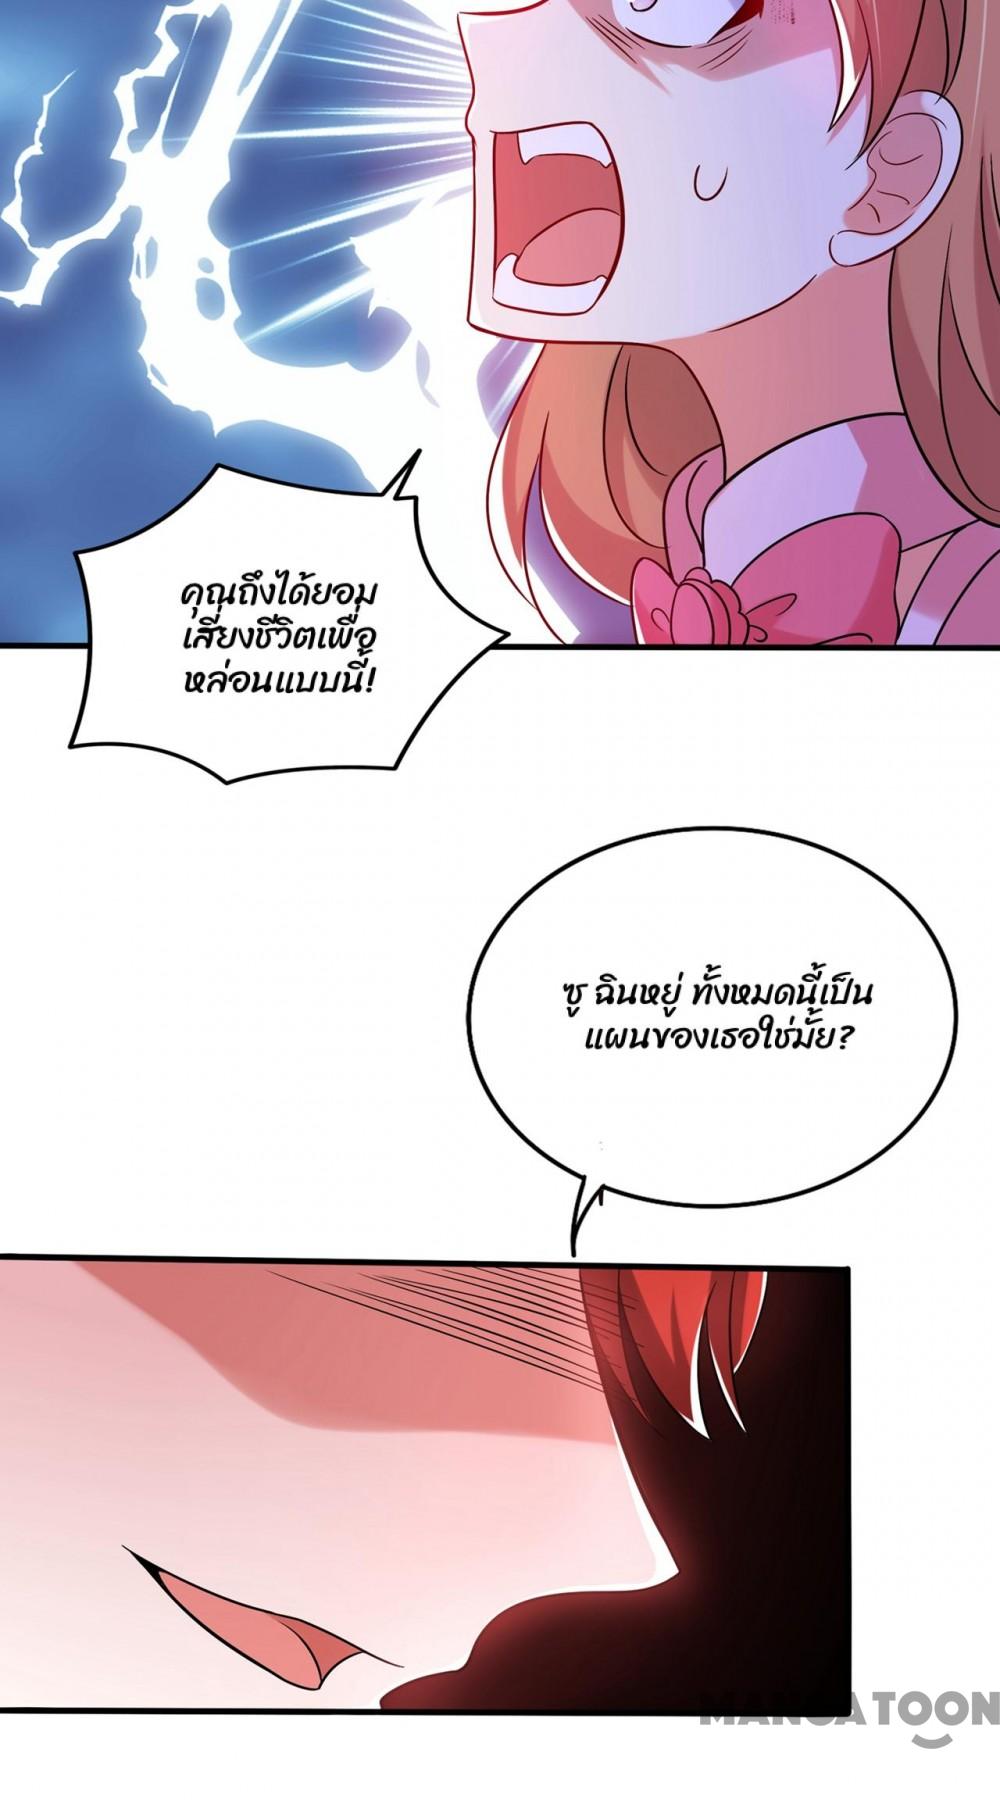 คุณถึงได้ยอม
เสี่ยงชีวิตเพื่อ
หล่อนแบบนี้!
ซู ฉินหยู่ ทั้งหมดนี้เป็น
แผนของเธอใช่มั้ย?
MANGATOON